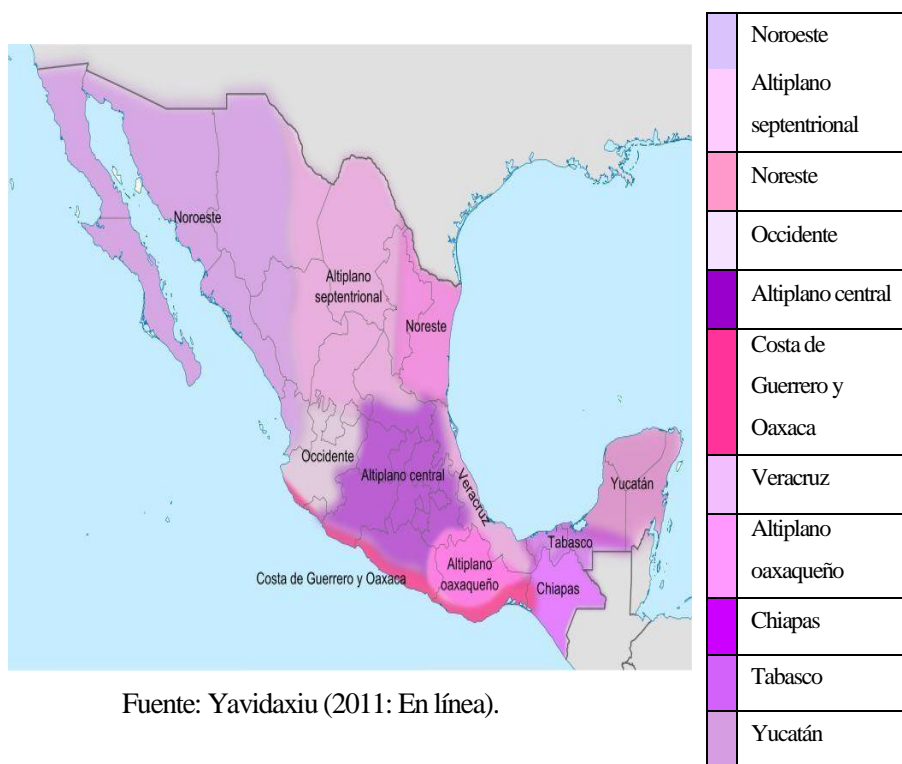 Noroeste
Altiplano
septentrional
Noreste
Occidente
Altiplano central
Veracruz
Yucatán
Tabasco
Altiplano
oaxaqueño
Chiapas
Costa de Guerrero y Oaxaca
Fuente: Yavidaxiu (2011: En línea).
Noroeste
Altiplano
septentrional
Noreste
Occidente
Altiplano central
Costa de
Guerrero y
Oaxaca
Veracruz
Altiplano
oaxaqueño
Chiapas
Tabasco
Yucatán